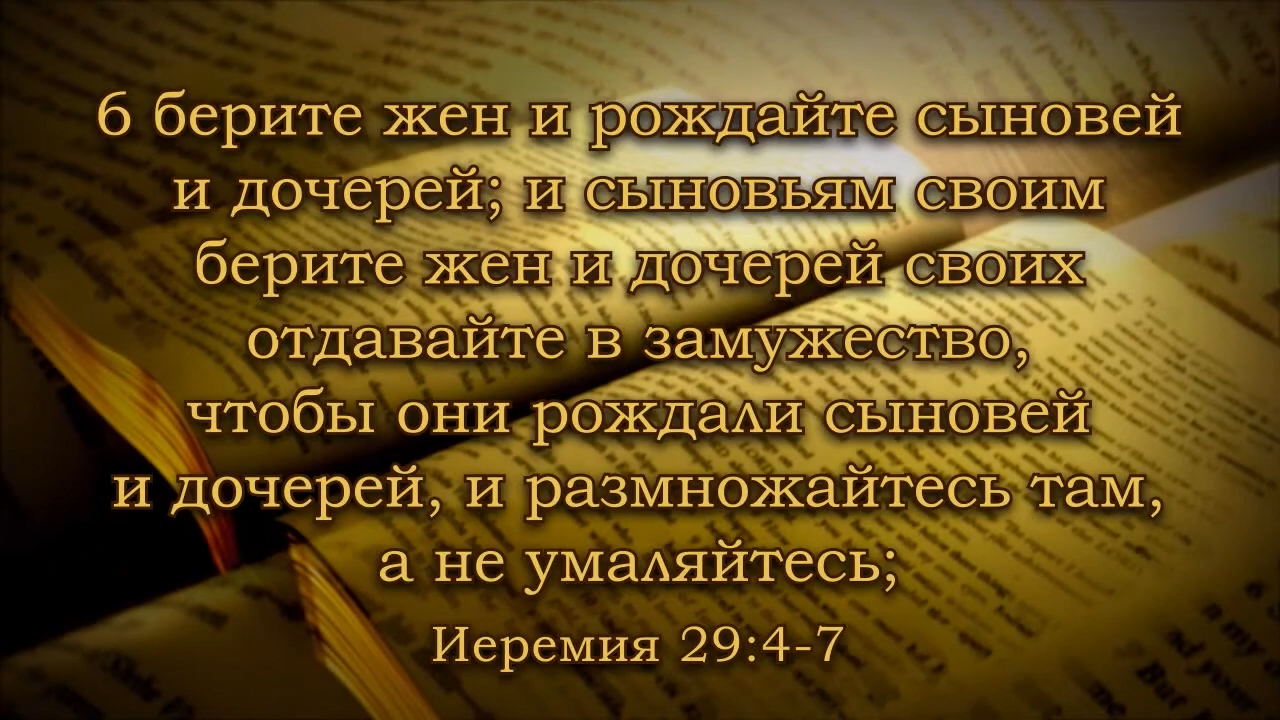 6 берите жен и рождайте сыновей
и дочерей; и сыновьям своим
берите жен и дочерей своих
отдавайте в замужество,
чтобы они рождали сыновей
и дочерей, и размножайтесь там,
а не умаляйтесь;
Иеремия 29:4-7